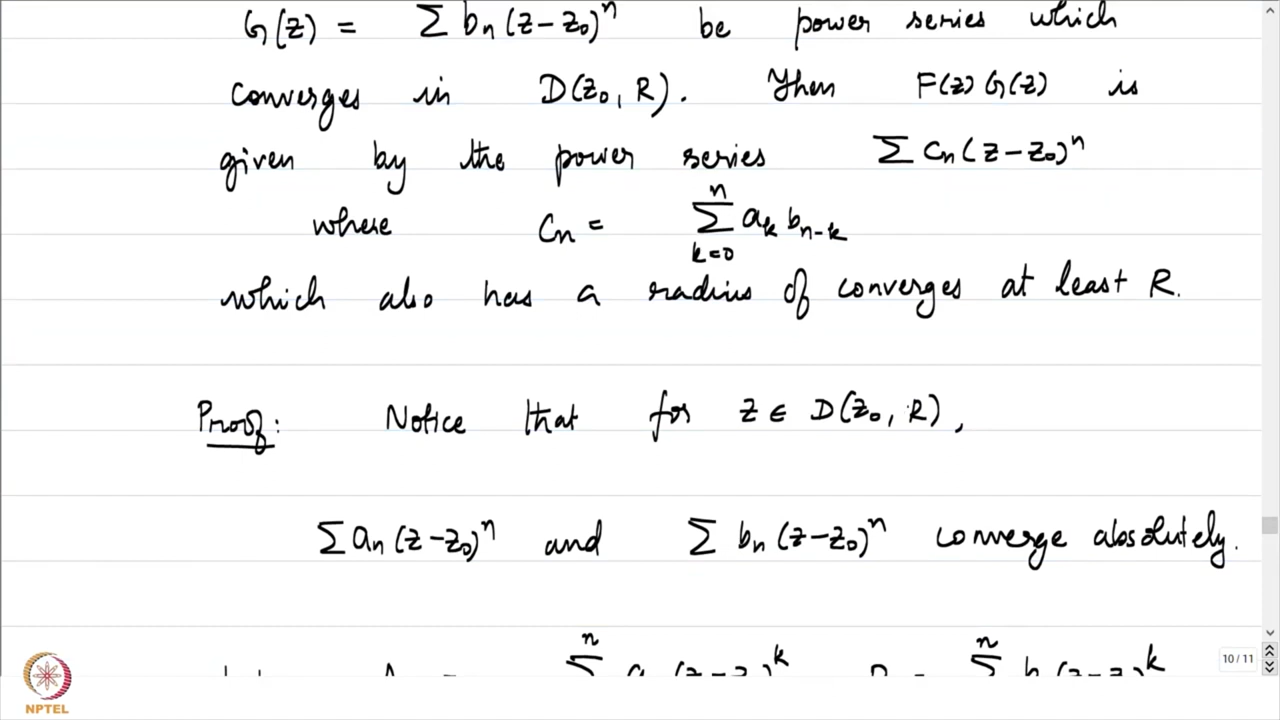 G(z) = Σ bn (z-z0)^n be power series which
converges in D(z0, R). Then F(z) G(z) is
given by the power series Σ cn (z-z0)^n
where cn = Σ_{k=0}^{n} ak bn-k
which also has a radius of converges at least R.
Proof: Notice that for z ∈ D(z0, R),
Σ an (z-z0)^n and Σ bn (z-z0)^n converge absolutely.
10 / 11
NPTEL